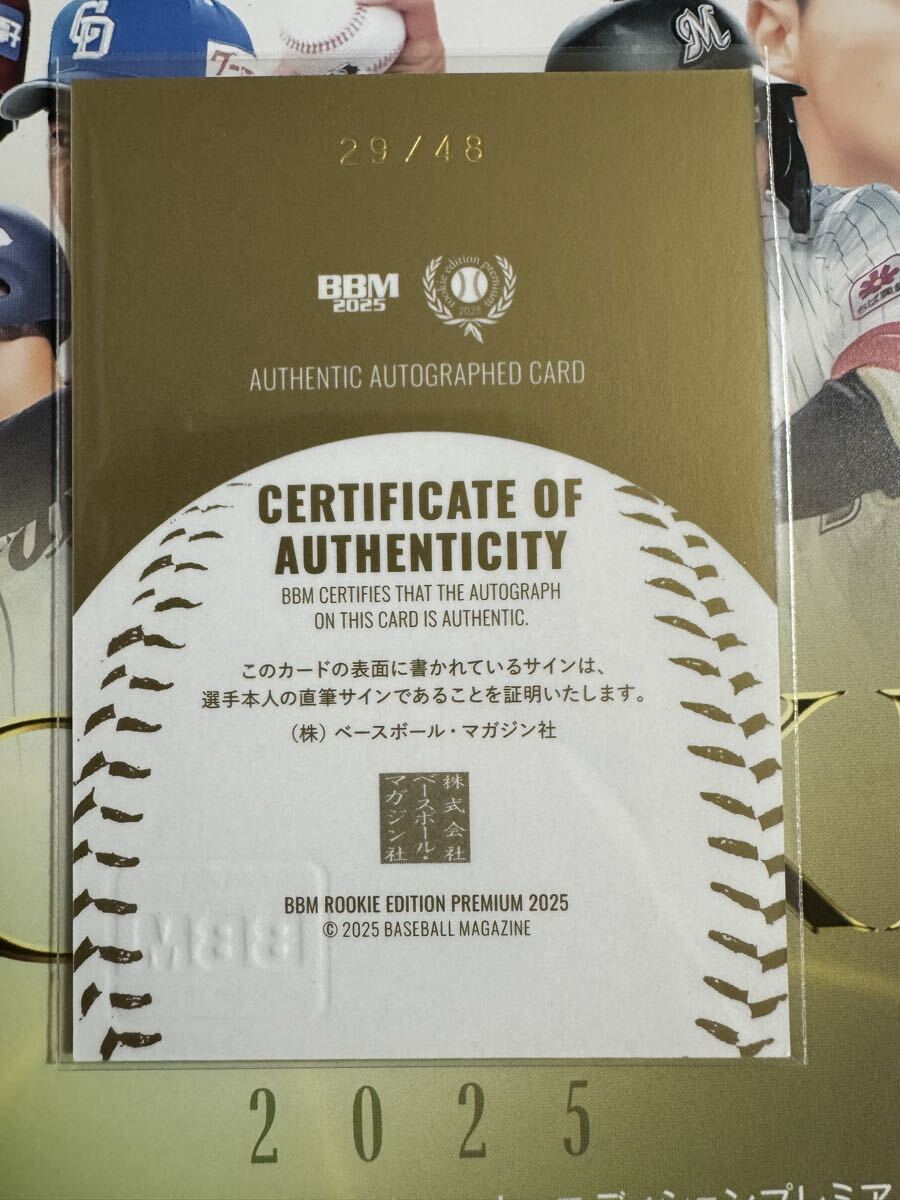 29/48
BBM
2025
rookie edition premium
2025
AUTHENTIC AUTOGRAPHED CARD
CERTIFICATE OF
AUTHENTICITY
BBM CERTIFIES THAT THE AUTOGRAPH
ON THIS CARD IS AUTHENTIC.
このカードの表面に書かれているサインは、
選手本人の直筆サインであることを証明いたします。
（株）ベースボール・マガジン社
株式会社
ベースボール・
マガジン社
BBM ROOKIE EDITION PREMIUM 2025
© 2025 BASEBALL MAGAZINE
2025